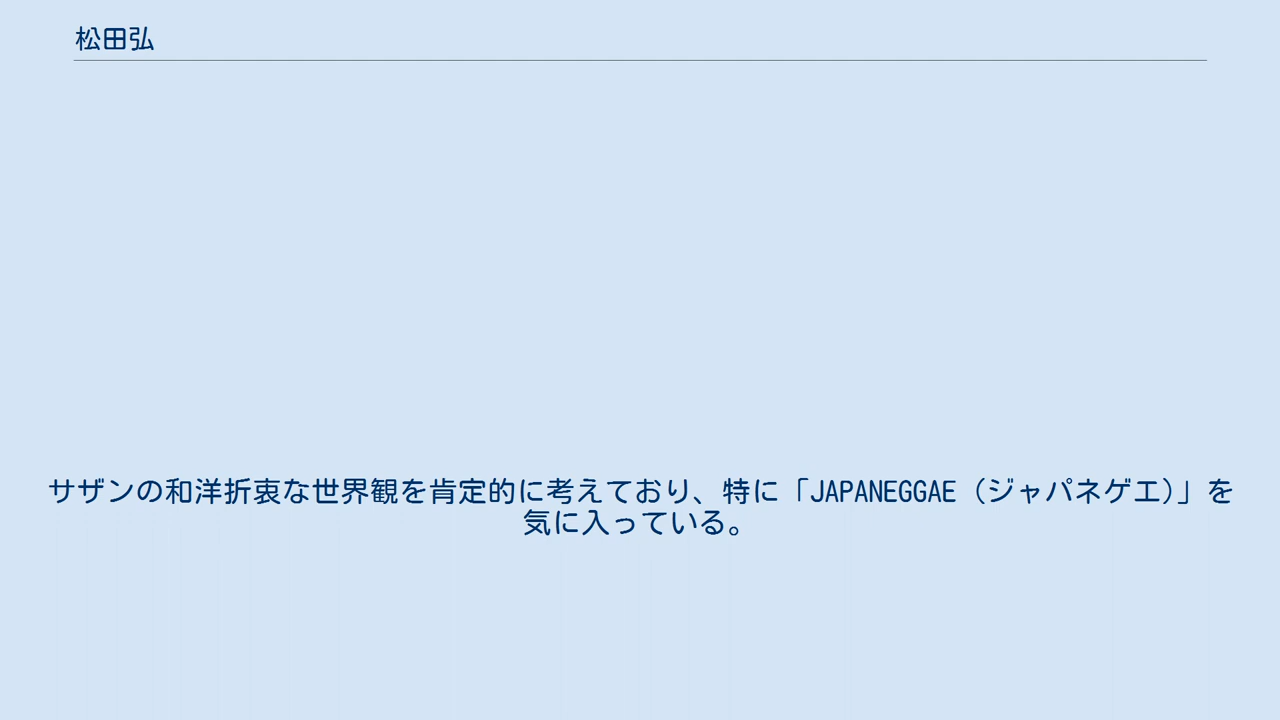 松田弘
サザンの和洋折衷な世界観を肯定的に考えており、特に「JAPANEGGAE（ジャパネゲエ）」を
気に入っている。